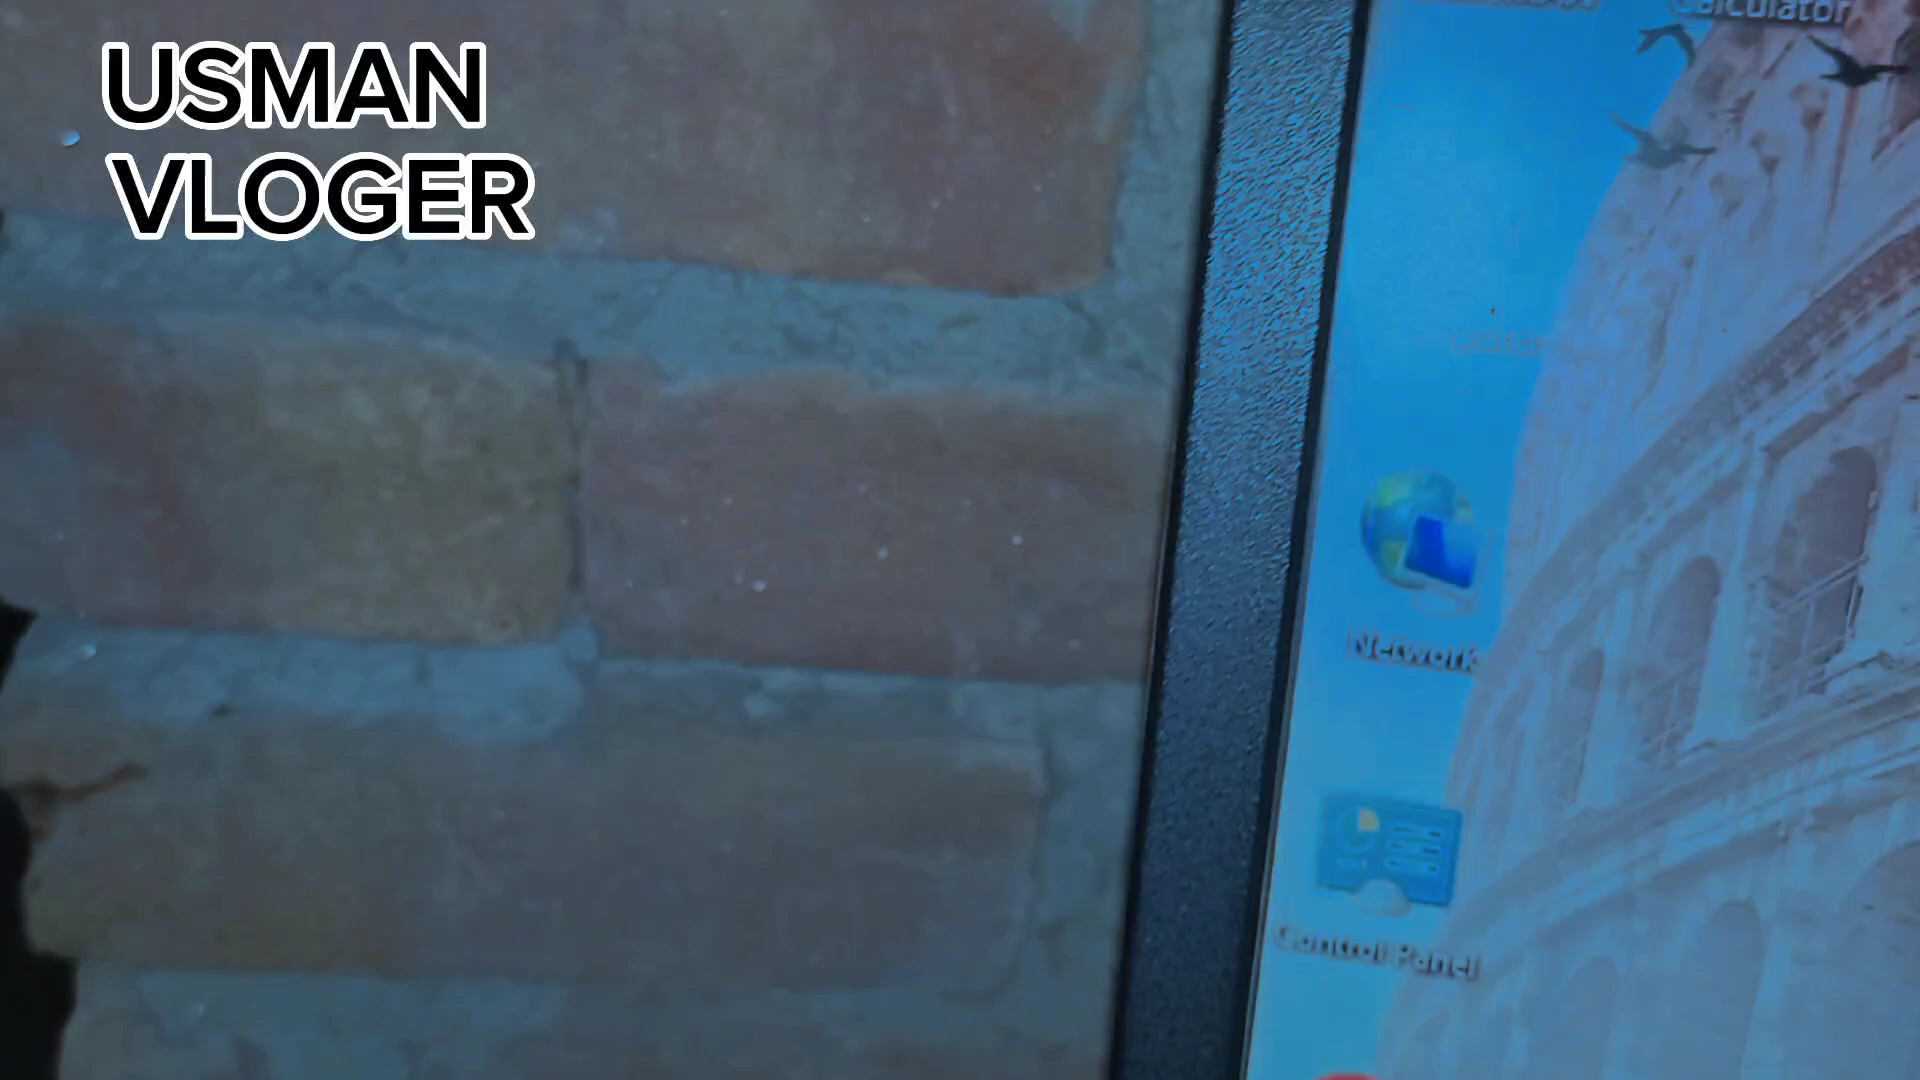 USMAN
VLOGER
Calculator
Network
Control Panel